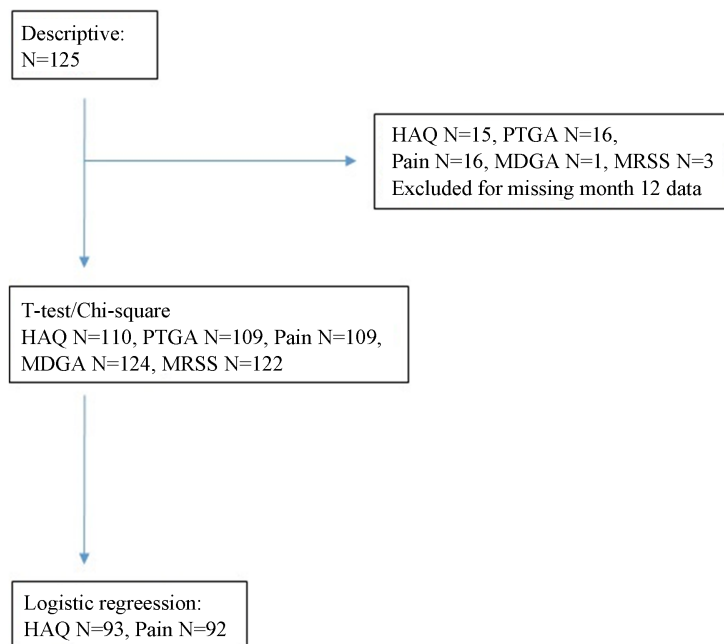 Descriptive:
N=125
HAQ N=15, PTGA N=16,
Pain N=16, MDGA N=1, MRSS N=3
Excluded for missing month 12 data
T-test/Chi-square
HAQ N=110, PTGA N=109, Pain N=109,
MDGA N=124, MRSS N=122
Logistic regreession:
HAQ N=93, Pain N=92